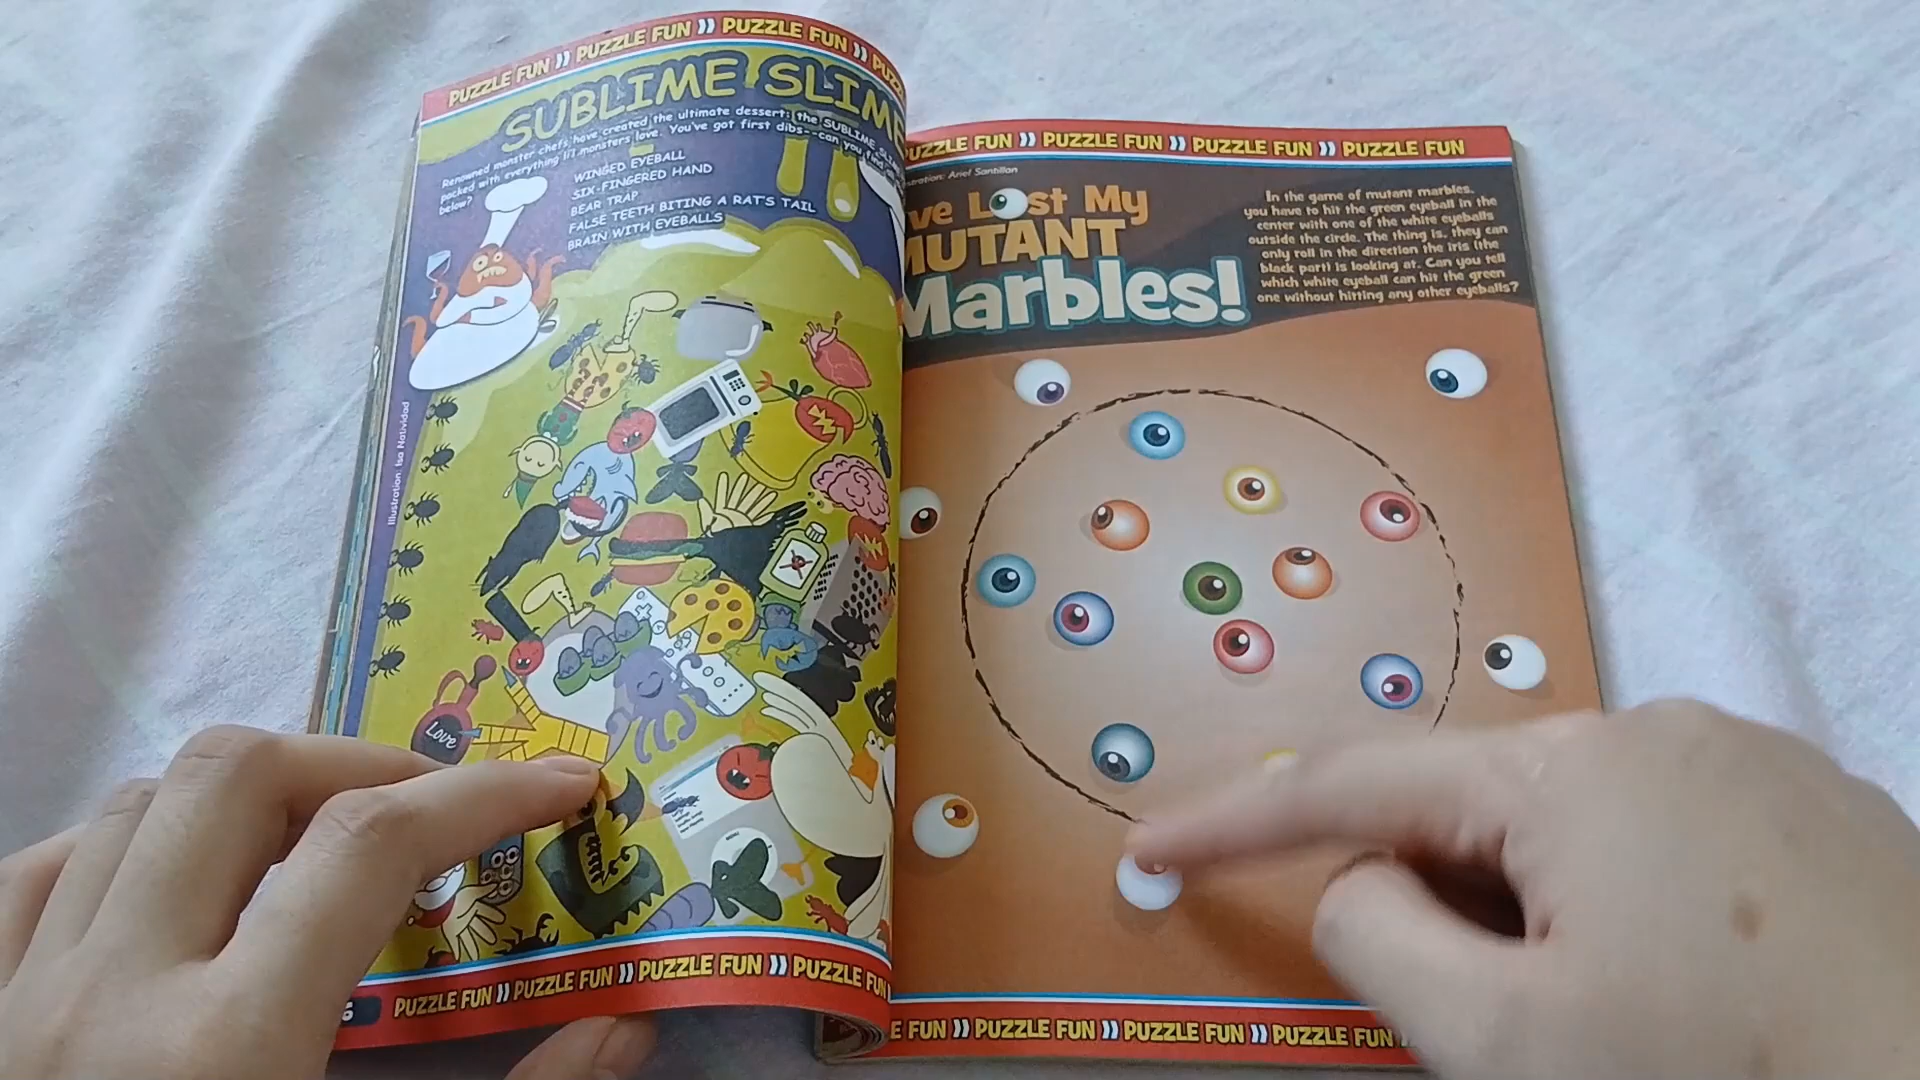 PUZZLE FUN » PUZZLE FUN » PUZZLE FUN »
SUBLIME SLIME
Renowned monster chefs have created the ultimate dessert: the SUBLIME SLIME
packed with everything li'l monsters love. You've got first dibs--can you find
below?
WINGED EYEBALL
SIX-FINGERED HAND
BEAR TRAP
FALSE TEETH BITING A RAT'S TAIL
BRAIN WITH EYEBALLS
Illustration: Isa Natividad
Love
MENU
6
PUZZLE FUN » PUZZLE FUN » PUZZLE FUN » PUZZLE FUN
PUZZLE FUN » PUZZLE FUN » PUZZLE FUN » PUZZLE FUN
Ariel Santillan
've Lost My
MUTANT
Marbles!
In the game of mutant marbles,
you have to hit the green eyeball in the
center with one of the white eyeballs
outside the circle. The thing is, they can
only roll in the direction the iris (the
black part) is looking at. Can you tell
which white eyeball can hit the green
one without hitting any other eyeballs?
FUN » PUZZLE FUN » PUZZLE FUN » PUZZLE FUN